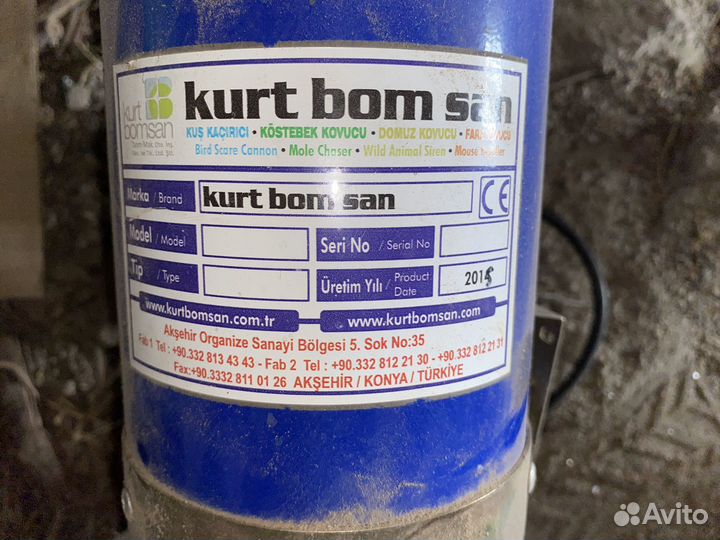 kurt bom san
kurt
bomsan
KUŞ KAÇIRICI • KÖSTEBEK KOVUCU • DOMUZ KOVUCU •
Bird Scare Cannon • Mole Chaser • Wild Animal Siren • Mouse
Marka / Brand kurt bom san CE
Model / Model Seri No / Serial No
Tip / Type Üretim Yılı / Product Date 2015
www.kurtbomsan.com.tr www.kurtbomsan.com
Akşehir Organize Sanayi Bölgesi 5. Sok No:35
Fab 1 Tel : +90.332 813 43 43 - Fab 2 Tel : +90.332 812 21 30 - +90.332 812 21 31
Fax:+90.3332 811 01 26 AKŞEHİR / KONYA / TÜRKİYE
Avito